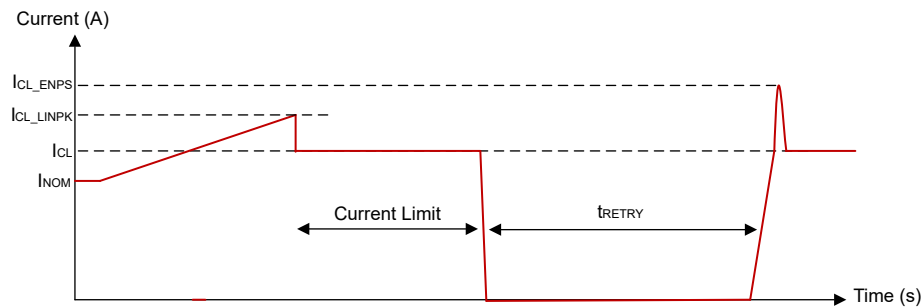 Current (A)
ICL_ENPS
ICL_LINPK
ICL
INOM
Current Limit
tRETRY
Time (s)